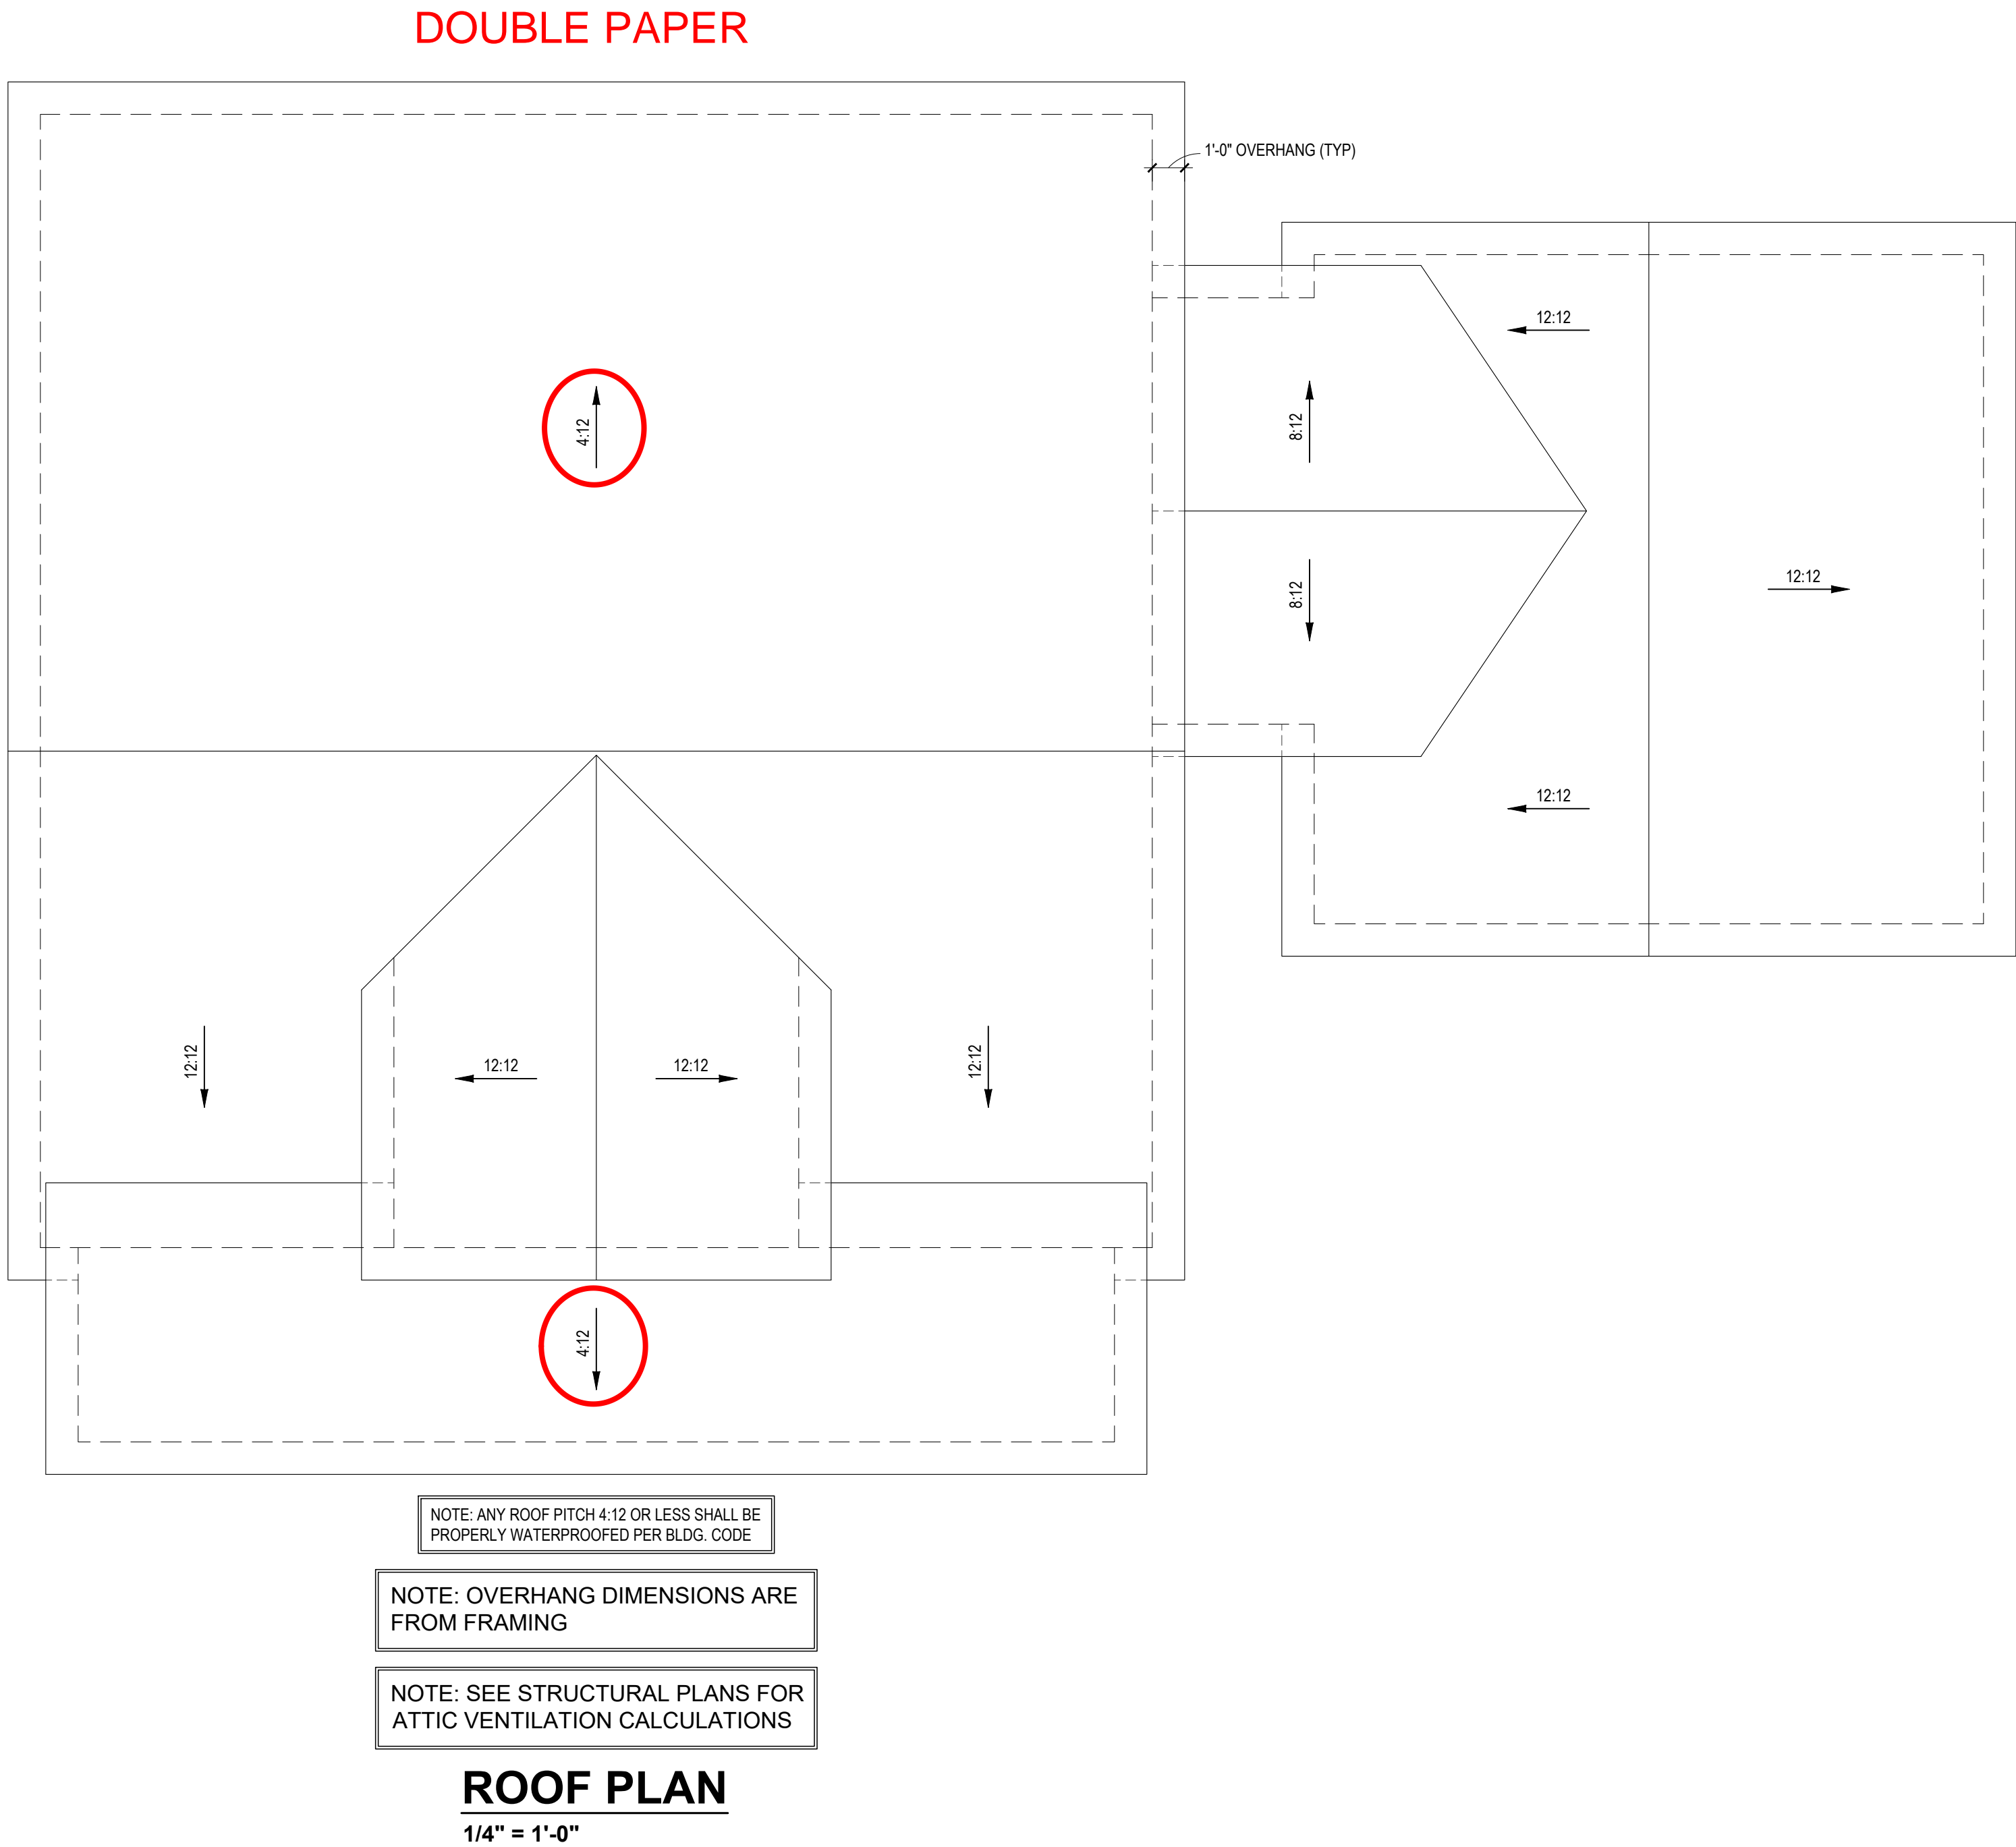 DOUBLE PAPER
1'-0" OVERHANG (TYP)
12:12
4:12
8:12
8:12
12:12
12:12
12:12
12:12
12:12
12:12
4:12
NOTE: ANY ROOF PITCH 4:12 OR LESS SHALL BE
PROPERLY WATERPROOFED PER BLDG. CODE
NOTE: OVERHANG DIMENSIONS ARE
FROM FRAMING
NOTE: SEE STRUCTURAL PLANS FOR
ATTIC VENTILATION CALCULATIONS
ROOF PLAN
1/4" = 1'-0"